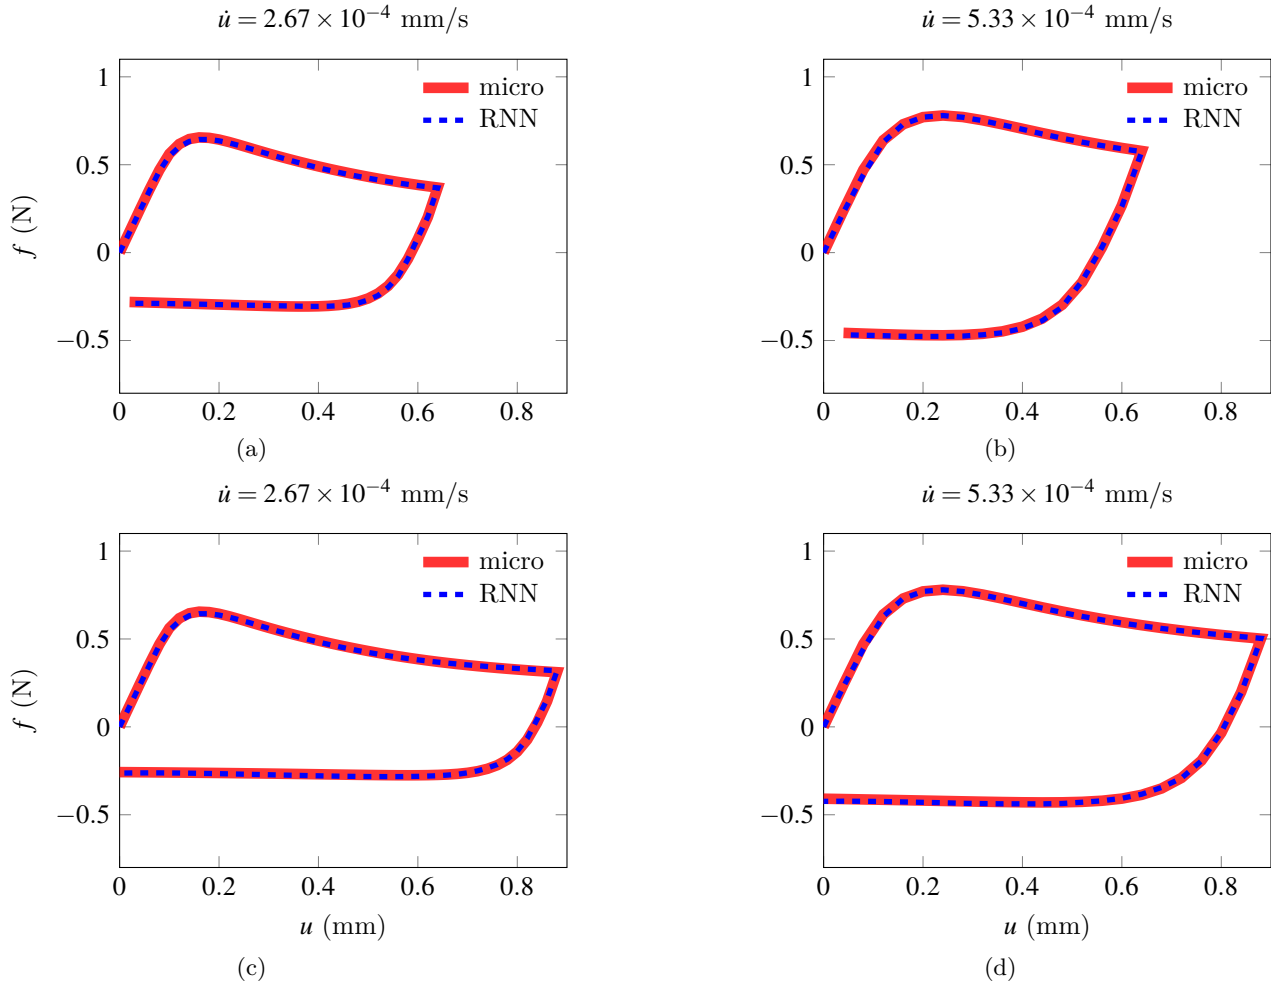 u̇ = 2.67 × 10⁻⁴ mm/s
1
0.5
0
−0.5
f (N)
micro
RNN
0 0.2 0.4 0.6 0.8
(a)
u̇ = 5.33 × 10⁻⁴ mm/s
1
0.5
0
−0.5
micro
RNN
0 0.2 0.4 0.6 0.8
(b)
u̇ = 2.67 × 10⁻⁴ mm/s
1
0.5
0
−0.5
f (N)
micro
RNN
0 0.2 0.4 0.6 0.8
u (mm)
(c)
u̇ = 5.33 × 10⁻⁴ mm/s
1
0.5
0
−0.5
micro
RNN
0 0.2 0.4 0.6 0.8
u (mm)
(d)